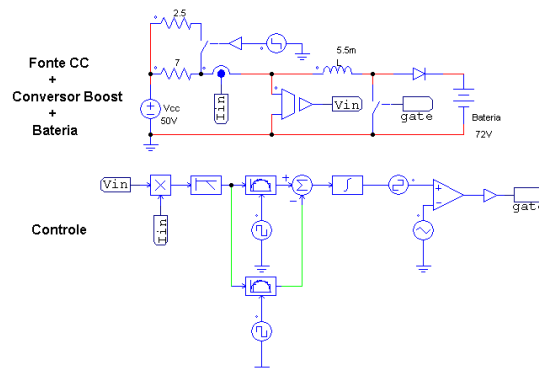 2.5
Fonte CC
+
Conversor Boost
+
Bateria
7
Iin
5.5m
L
Vcc
50V
Vin
gate
Bateria
72V
Controle
Vin
Iin
+
−
Σ
∫
+
−
gate